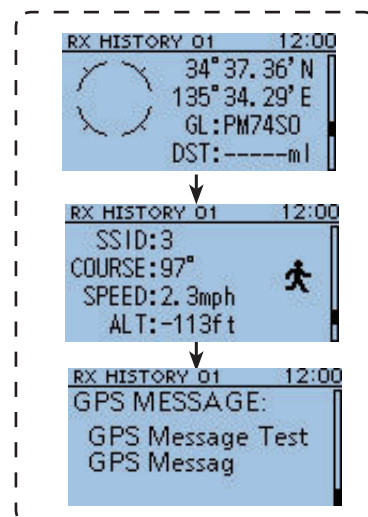 RX HISTORY 01 12:00
34°37.36'N
135°34.29'E
GL:PM74SO
DST:-----ml
RX HISTORY 01 12:00
SSID:3
COURSE:97°
SPEED:2.3mph
ALT:-113ft
RX HISTORY 01 12:00
GPS MESSAGE:
GPS Message Test
GPS Messag